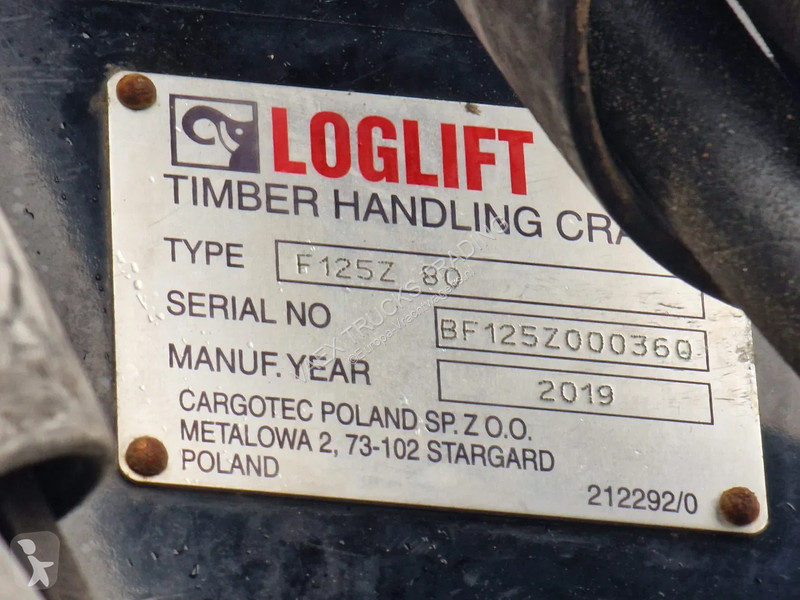 LOGLIFT
TIMBER HANDLING CRA
TYPE F125Z 80
SERIAL NO BF125Z000360
MANUF. YEAR 2019
CARGOTEC POLAND SP. Z O.O.
METALOWA 2, 73-102 STARGARD
POLAND
212292/0